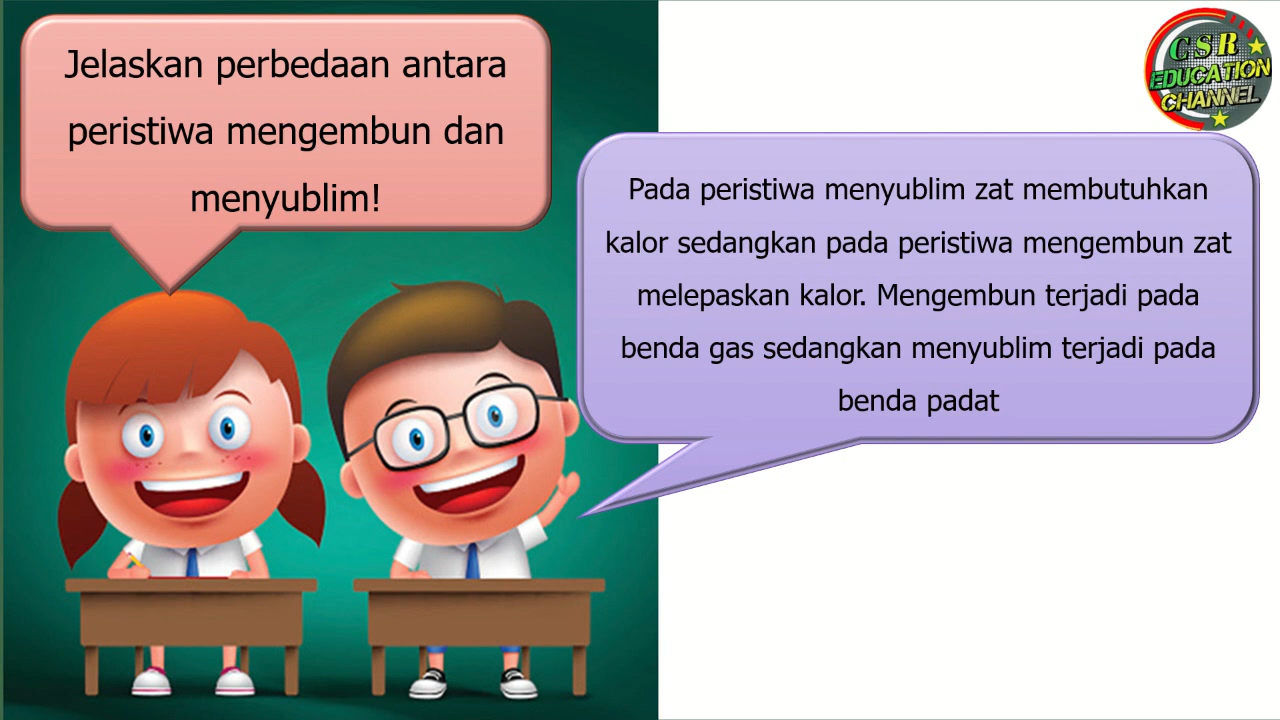 Jelaskan perbedaan antara
peristiwa mengembun dan
menyublim!
CSR
EDUCATION
CHANNEL
Pada peristiwa menyublim zat membutuhkan
kalor sedangkan pada peristiwa mengembun zat
melepaskan kalor. Mengembun terjadi pada
benda gas sedangkan menyublim terjadi pada
benda padat